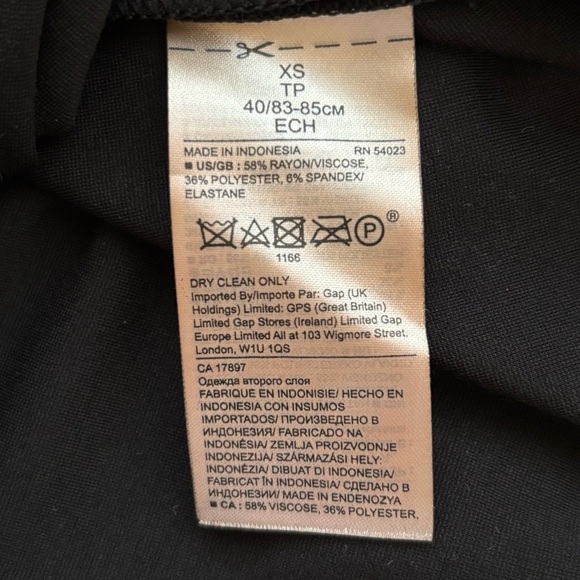 XS
TP
40/83-85см
ECH
MADE IN INDONESIA RN 54023
■ US/GB : 58% RAYON/VISCOSE,
36% POLYESTER, 6% SPANDEX/
ELASTANE
P ®
1166
DRY CLEAN ONLY
Imported By/Importe Par: Gap (UK
Holdings) Limited: GPS (Great Britain)
Limited Gap Stores (Ireland) Limited Gap
Europe Limited All at 103 Wigmore Street.
London, W1U 1QS
CA 17897
Одежда второго слоя
FABRIQUE EN INDONISIE/ HECHO EN
INDONESIA CON INSUMOS
IMPORTADOS/ ПРОИЗВЕДЕНО В
ИНДОНЕЗИЯ/ FABRICADO NA
INDONÉSIA/ ZEMLJA PROIZVODNJE
INDONEZIJA/ SZÁRMAZÁSI HELY:
INDONÉZIA/ DIBUAT DI INDONESIA/
FABRICAT ÎN INDONEZIA/ СДЕЛАНО В
ИНДОНЕЗИИ/ MADE IN ENDENOZYA
■ CA : 58% VISCOSE, 36% POLYESTER,